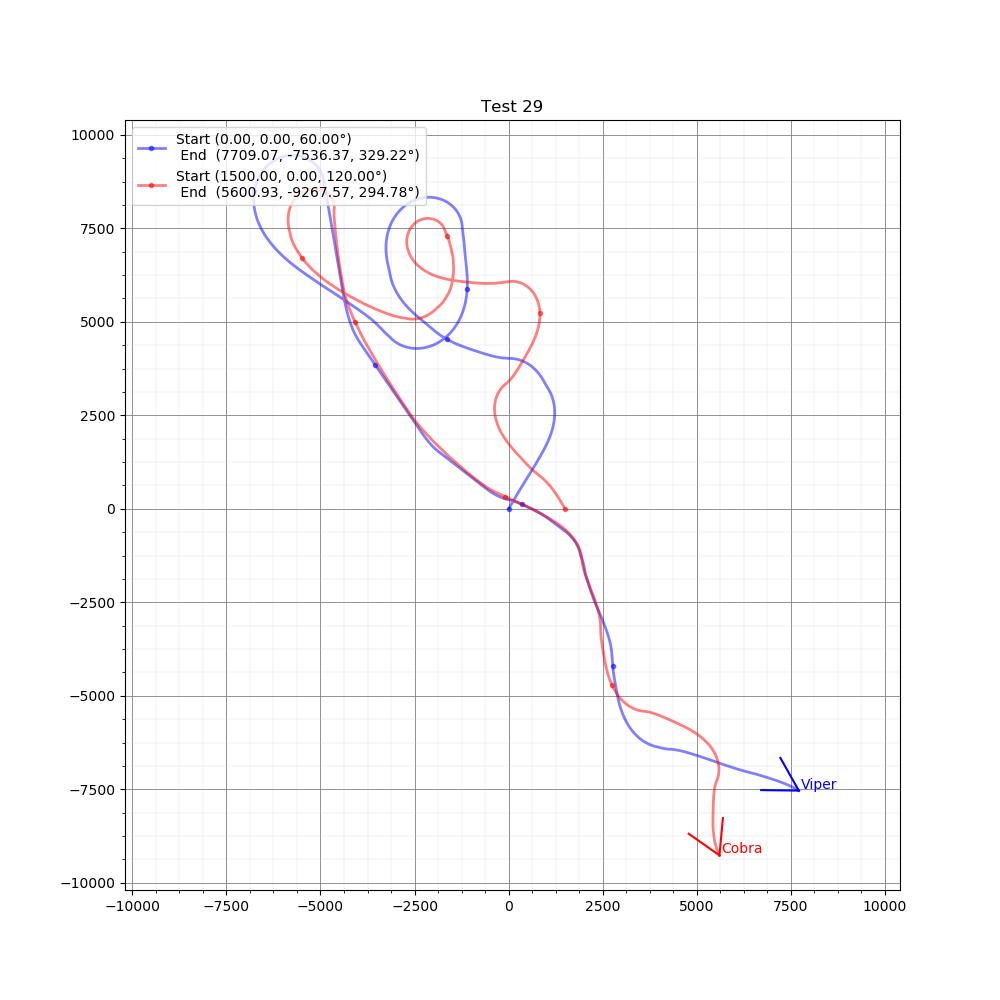 Test 29
Start (0.00, 0.00, 60.00°)
End (7709.07, -7536.37, 329.22°)
Start (1500.00, 0.00, 120.00°)
End (5600.93, -9267.57, 294.78°)
10000
7500
5000
2500
0
−2500
−5000
−7500
−10000
Viper
Cobra
−10000 −7500 −5000 −2500 0 2500 5000 7500 10000